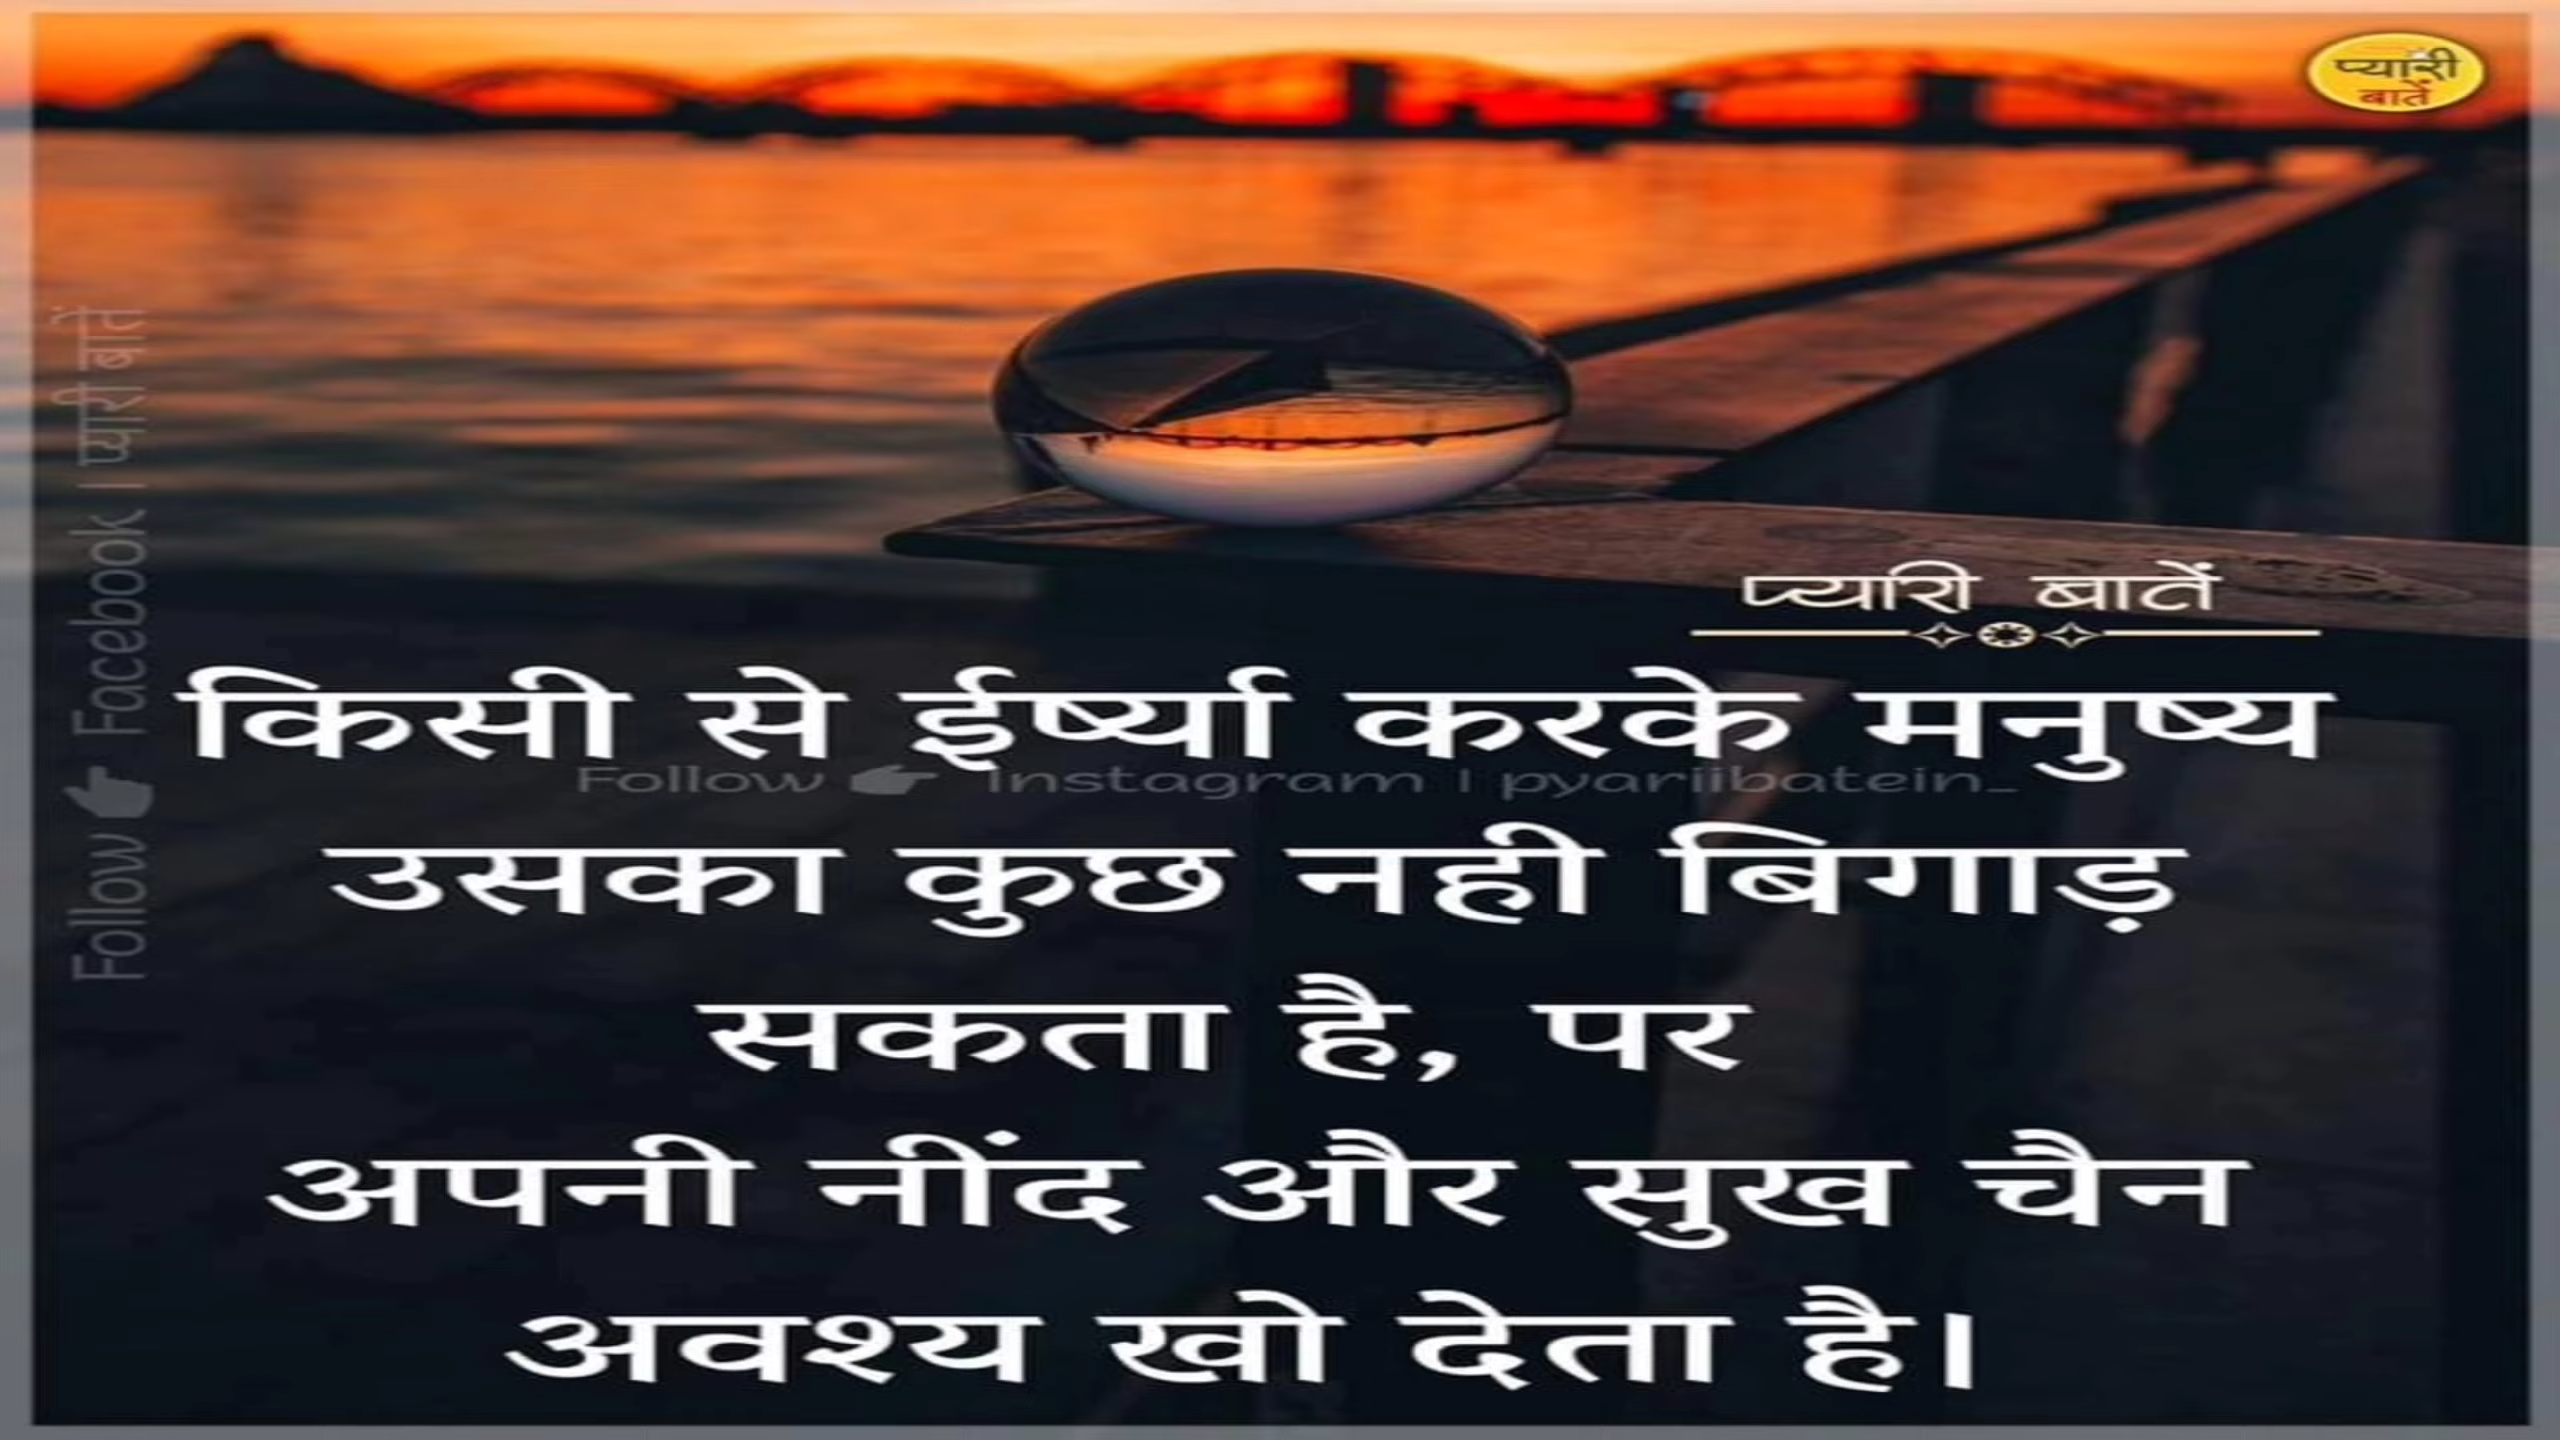 प्यारी
बातें
प्यारी बातें
किसी से ईर्ष्या करके मनुष्य
Follow Instagram | pyariibatein_
उसका कुछ नही बिगाड़
सकता है, पर
अपनी नींद और सुख चैन
अवश्य खो देता है।
Follow Facebook । प्यारी बातें